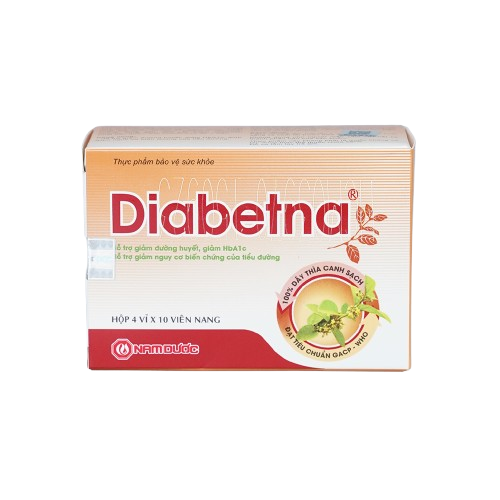 Thực phẩm bảo vệ sức khỏe
Diabetna®
Hỗ trợ giảm đường huyết, giảm HbA1c
Hỗ trợ giảm nguy cơ biến chứng của tiểu đường
100% DÂY THÌA CANH SẠCH
ĐẠT TIÊU CHUẨN GACP - WHO
HỘP 4 VỈ X 10 VIÊN NANG
NAM DƯỢC